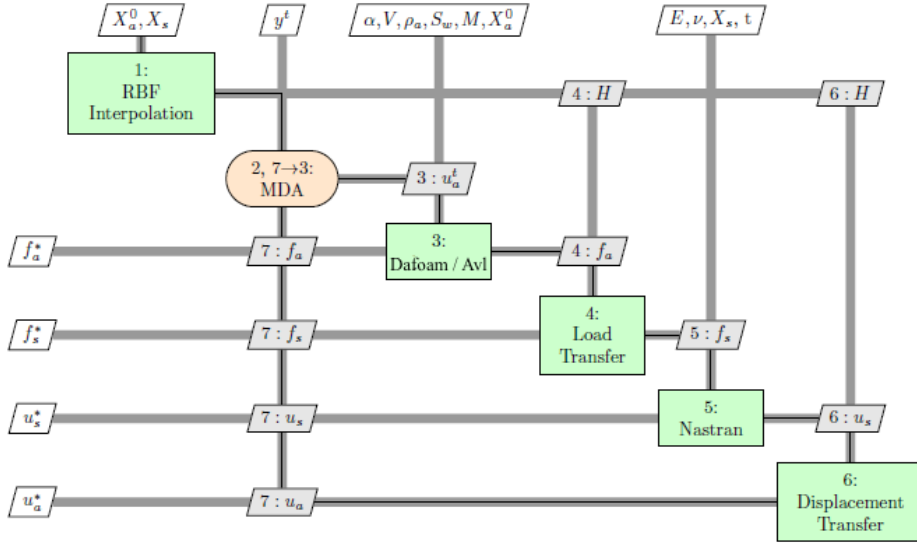 X_a^0, X_s
y^t
α, V, ρ_a, S_w, M, X_a^0
E, ν, X_s, t
1:
RBF
Interpolation
4 : H
6 : H
2, 7→3:
MDA
3 : u_a^t
f_a^*
7 : f_a
3:
Dafoam / Avl
4 : f_a
f_s^*
7 : f_s
4:
Load
Transfer
5 : f_s
u_s^*
7 : u_s
5:
Nastran
6 : u_s
u_a^*
7 : u_a
6:
Displacement
Transfer